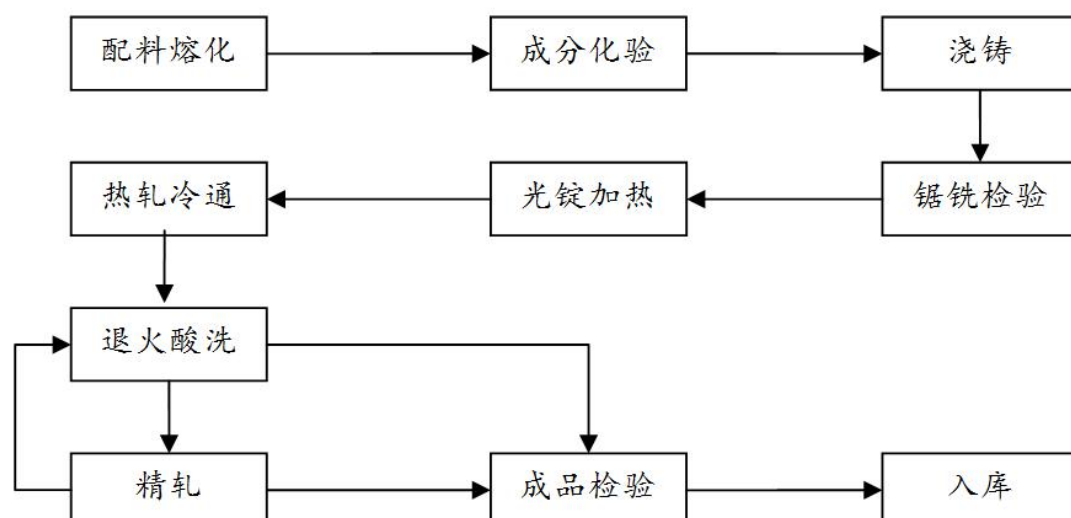 配料熔化
成分化验
浇铸
热轧冷通
光锭加热
锯铣检验
退火酸洗
精轧
成品检验
入库